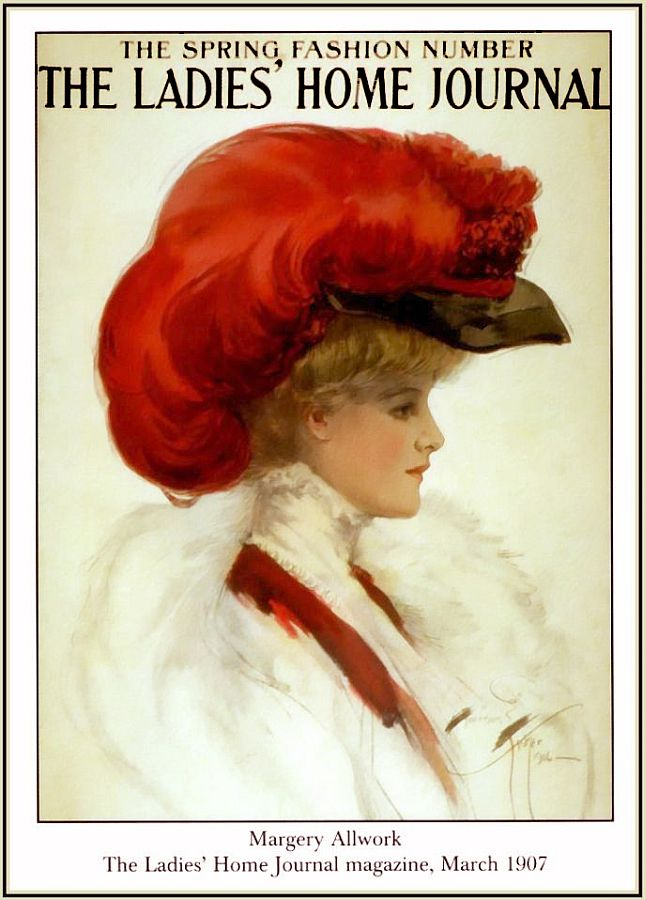 THE SPRING FASHION NUMBER
THE LADIES' HOME JOURNAL
Margery Allwork
The Ladies' Home Journal magazine, March 1907